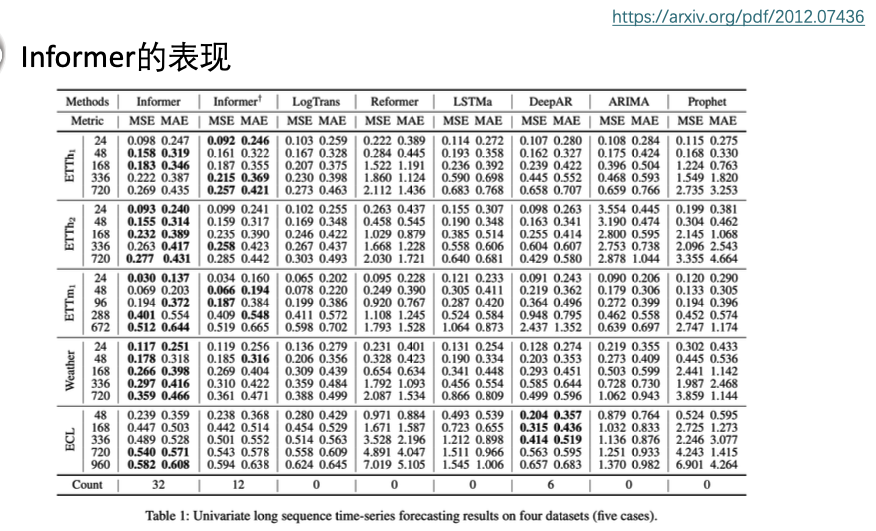 https://arxiv.org/pdf/2012.07436
Informer的表现
Methods Informer Informer† LogTrans Reformer LSTMa DeepAR ARIMA Prophet
Metric MSE MAE MSE MAE MSE MAE MSE MAE MSE MAE MSE MAE MSE MAE MSE MAE
ETTh1
24 0.098 0.247 0.092 0.246 0.103 0.259 0.222 0.389 0.114 0.272 0.107 0.280 0.108 0.284 0.115 0.275
48 0.158 0.319 0.161 0.322 0.167 0.328 0.284 0.445 0.193 0.358 0.162 0.327 0.175 0.424 0.168 0.330
168 0.183 0.346 0.187 0.355 0.207 0.375 1.522 1.191 0.236 0.392 0.239 0.422 0.396 0.504 1.224 0.763
336 0.222 0.387 0.215 0.369 0.230 0.398 1.860 1.124 0.590 0.698 0.445 0.552 0.468 0.593 1.549 1.820
720 0.269 0.435 0.257 0.421 0.273 0.463 2.112 1.436 0.683 0.768 0.658 0.707 0.659 0.766 2.735 3.253
ETTh2
24 0.093 0.240 0.099 0.241 0.102 0.255 0.263 0.437 0.155 0.307 0.098 0.263 3.554 0.445 0.199 0.381
48 0.155 0.314 0.159 0.317 0.169 0.348 0.458 0.545 0.190 0.348 0.163 0.341 3.190 0.474 0.304 0.462
168 0.232 0.389 0.235 0.390 0.246 0.422 1.029 0.879 0.385 0.514 0.255 0.414 2.800 0.595 2.145 1.068
336 0.263 0.417 0.258 0.423 0.267 0.437 1.668 1.228 0.558 0.606 0.604 0.607 2.753 0.738 2.096 2.543
720 0.277 0.431 0.285 0.442 0.303 0.493 2.030 1.721 0.640 0.681 0.429 0.580 2.878 1.044 3.355 4.664
ETTm1
24 0.030 0.137 0.034 0.160 0.065 0.202 0.095 0.228 0.121 0.233 0.091 0.243 0.090 0.206 0.120 0.290
48 0.069 0.203 0.066 0.194 0.078 0.220 0.249 0.390 0.305 0.411 0.219 0.362 0.179 0.306 0.133 0.305
96 0.194 0.372 0.187 0.384 0.199 0.386 0.920 0.767 0.287 0.420 0.364 0.496 0.272 0.399 0.194 0.396
288 0.401 0.554 0.409 0.548 0.411 0.572 1.108 1.245 0.524 0.584 0.948 0.795 0.462 0.558 0.452 0.574
672 0.512 0.644 0.519 0.665 0.598 0.702 1.793 1.528 1.064 0.873 2.437 1.352 0.639 0.697 2.747 1.174
Weather
24 0.117 0.251 0.119 0.256 0.136 0.279 0.231 0.401 0.131 0.254 0.128 0.274 0.219 0.355 0.302 0.433
48 0.178 0.318 0.185 0.316 0.206 0.356 0.328 0.423 0.190 0.334 0.203 0.353 0.273 0.409 0.445 0.536
168 0.266 0.398 0.269 0.404 0.309 0.439 0.654 0.634 0.341 0.448 0.293 0.451 0.503 0.599 2.441 1.142
336 0.297 0.416 0.310 0.422 0.359 0.484 1.792 1.093 0.456 0.554 0.585 0.644 0.728 0.730 1.987 2.468
720 0.359 0.466 0.361 0.471 0.388 0.499 2.087 1.534 0.866 0.809 0.499 0.596 1.062 0.943 3.859 1.144
ECL
48 0.239 0.359 0.238 0.368 0.280 0.429 0.971 0.884 0.493 0.539 0.204 0.357 0.879 0.764 0.524 0.595
168 0.447 0.503 0.442 0.514 0.454 0.529 1.671 1.587 0.723 0.655 0.315 0.436 1.032 0.833 2.725 1.273
336 0.489 0.528 0.501 0.552 0.514 0.563 3.528 2.196 1.212 0.898 0.414 0.519 1.136 0.876 2.246 3.077
720 0.540 0.571 0.543 0.578 0.558 0.609 4.891 4.047 1.511 0.966 0.563 0.595 1.251 0.933 4.243 1.415
960 0.582 0.608 0.594 0.638 0.624 0.645 7.019 5.105 1.545 1.006 0.657 0.683 1.370 0.982 6.901 4.264
Count 32 12 0 0 0 6 0 0
Table 1: Univariate long sequence time-series forecasting results on four datasets (five cases).